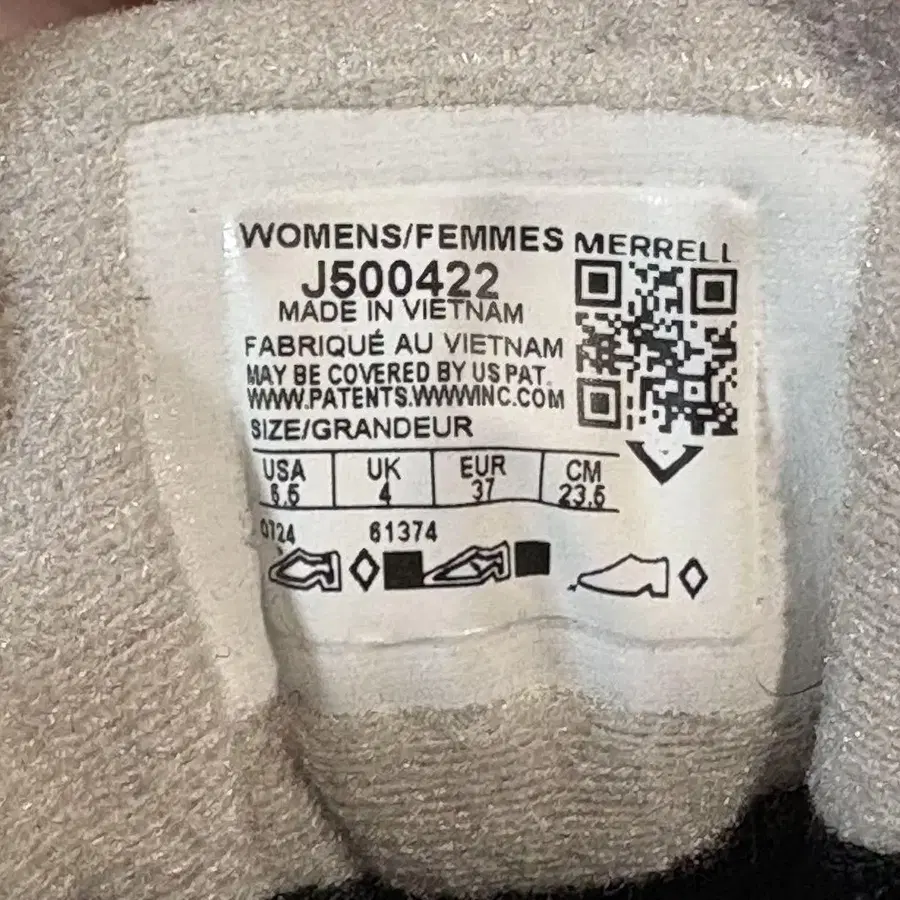 WOMENS/FEMMES MERRELL
J500422
MADE IN VIETNAM
FABRIQUÉ AU VIETNAM
MAY BE COVERED BY US PAT.
WWW.PATENTS.WWWINC.COM
SIZE/GRANDEUR
USA UK EUR CM
6.5 4 37 23.5
0724 61374